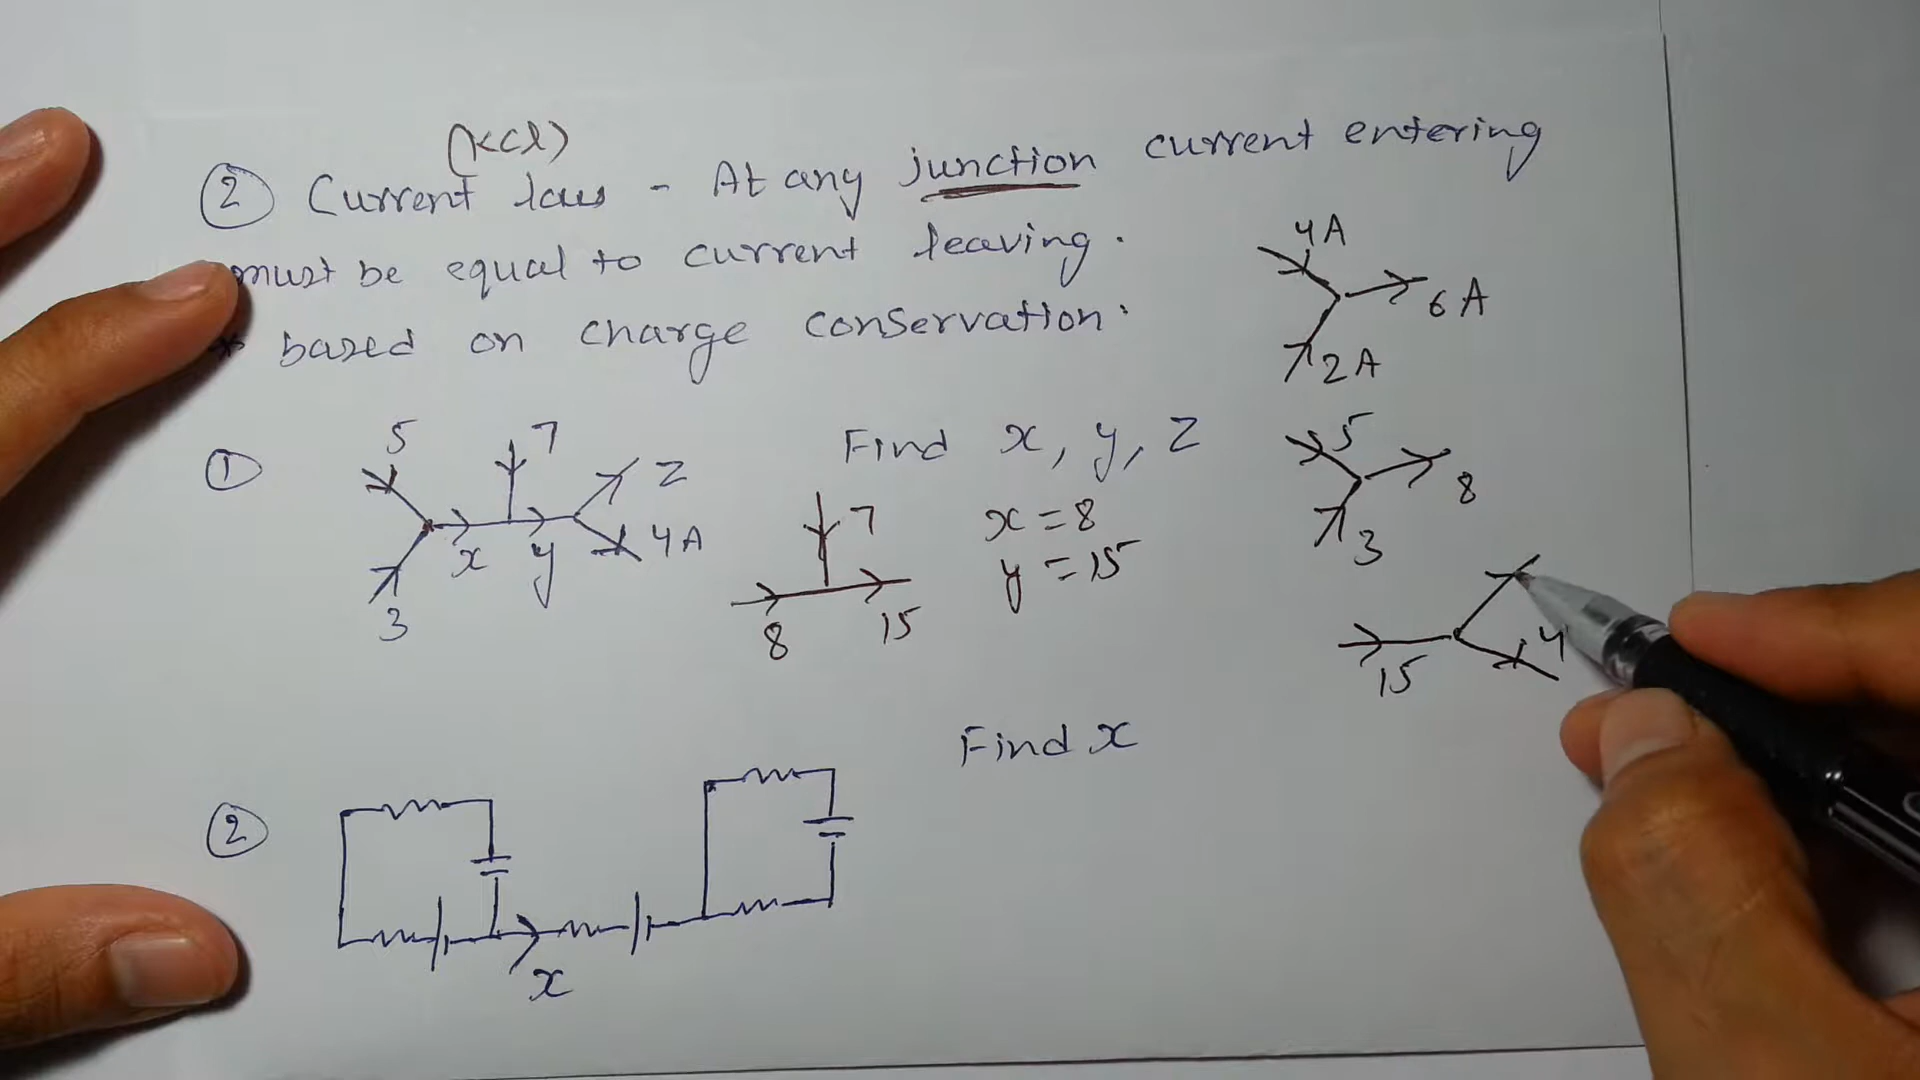 (KCL)
② Current law - At any junction current entering
must be equal to current leaving.
* based on charge conservation.
4A
6A
2A
① 5 7 z
x y 4A
3
Find x, y, z
7
8 15
x = 8
y = 15
5
8
3
15 4
Find x
②
x